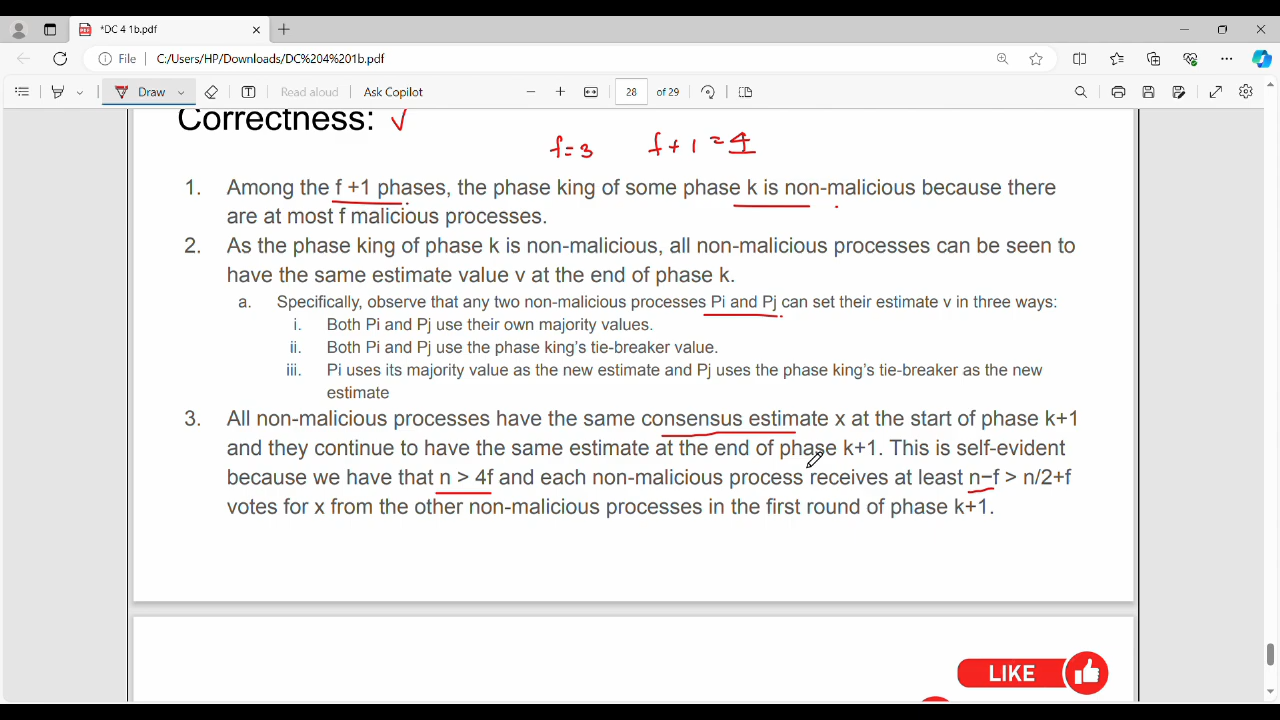 *DC 4 1b.pdf
File C:/Users/HP/Downloads/DC%204%201b.pdf
Draw Read aloud Ask Copilot 28 of 29
Correctness: ✓
f=3 f+1=4
1. Among the f +1 phases, the phase king of some phase k is non-malicious because there
are at most f malicious processes.
2. As the phase king of phase k is non-malicious, all non-malicious processes can be seen to
have the same estimate value v at the end of phase k.
a. Specifically, observe that any two non-malicious processes Pi and Pj can set their estimate v in three ways:
i. Both Pi and Pj use their own majority values.
ii. Both Pi and Pj use the phase king's tie-breaker value.
iii. Pi uses its majority value as the new estimate and Pj uses the phase king's tie-breaker as the new
estimate
3. All non-malicious processes have the same consensus estimate x at the start of phase k+1
and they continue to have the same estimate at the end of phase k+1. This is self-evident
because we have that n > 4f and each non-malicious process receives at least n−f > n/2+f
votes for x from the other non-malicious processes in the first round of phase k+1.
LIKE